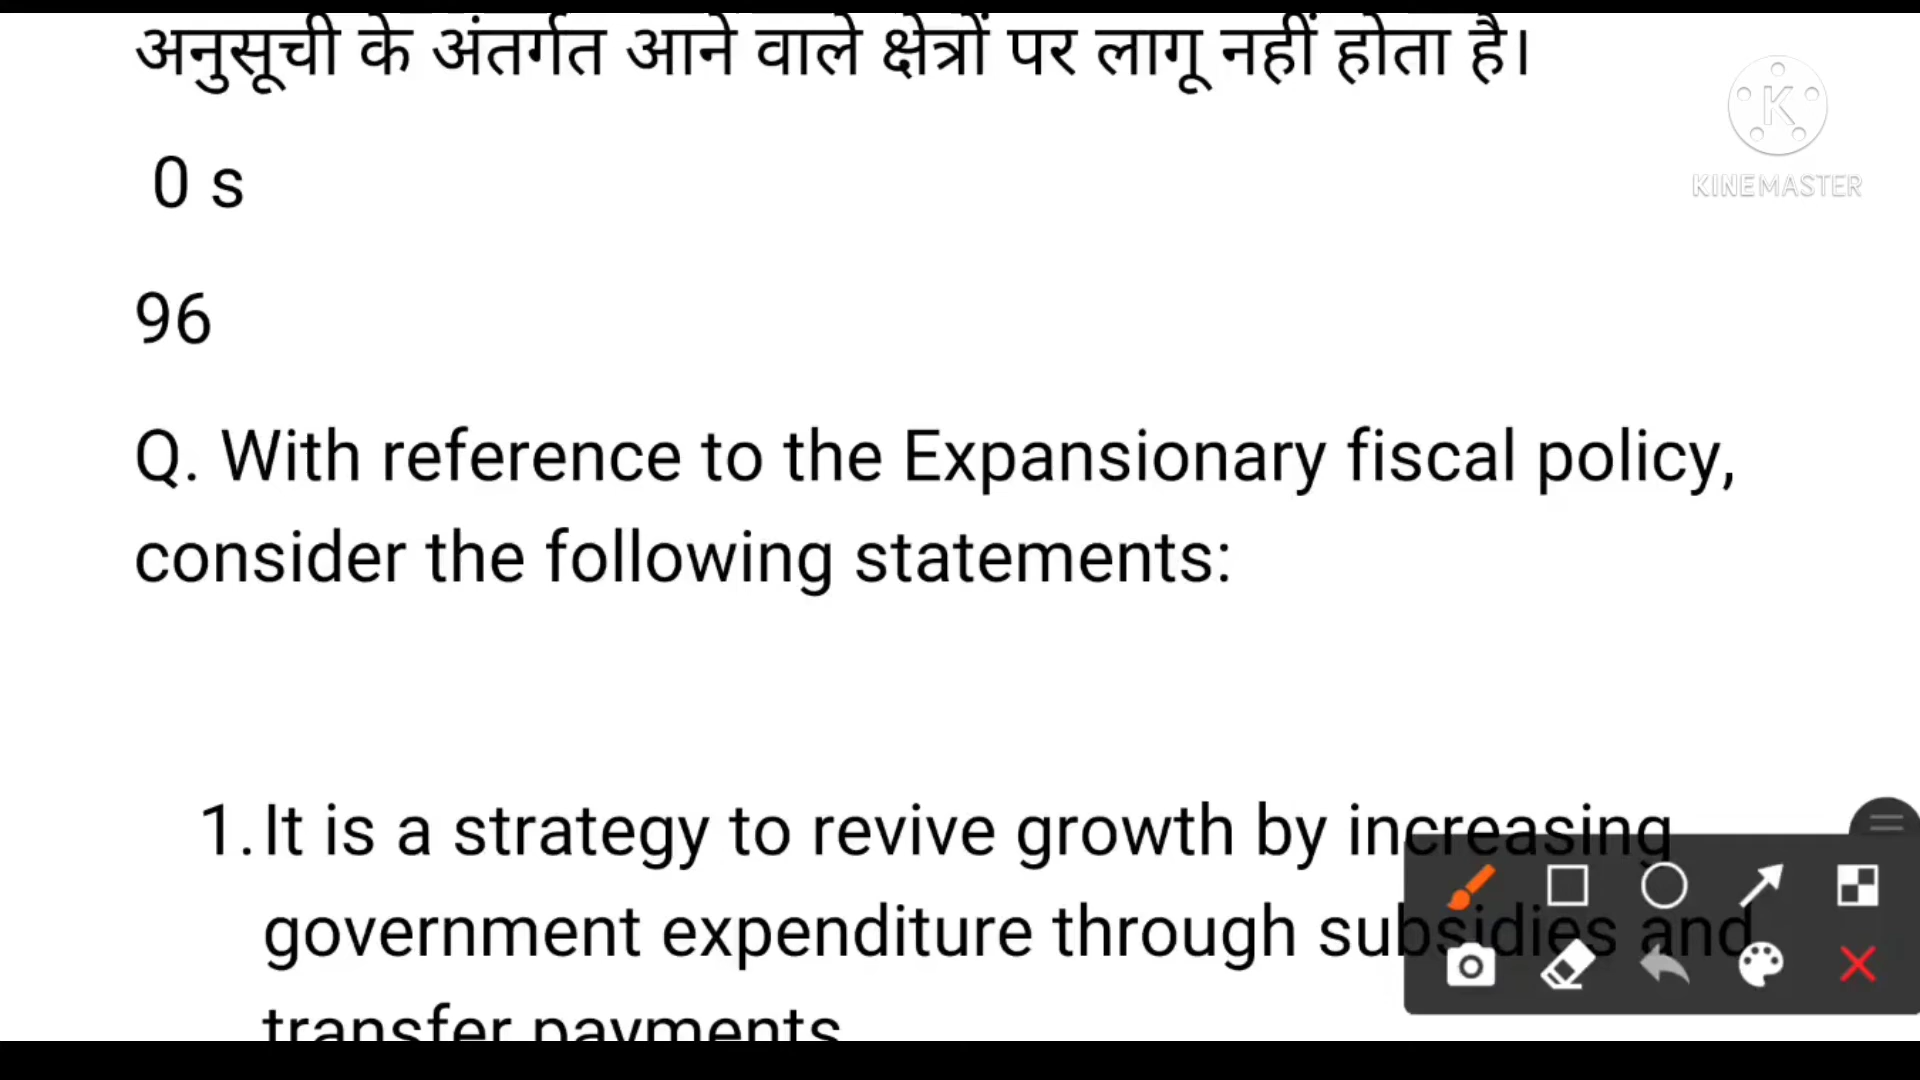 अनुसूची के अंतर्गत आने वाले क्षेत्रों पर लागू नहीं होता है।
KINEMASTER
0 s
96
Q. With reference to the Expansionary fiscal policy,
consider the following statements:
1. It is a strategy to revive growth by increasing
government expenditure through subsidies and
transfer payments